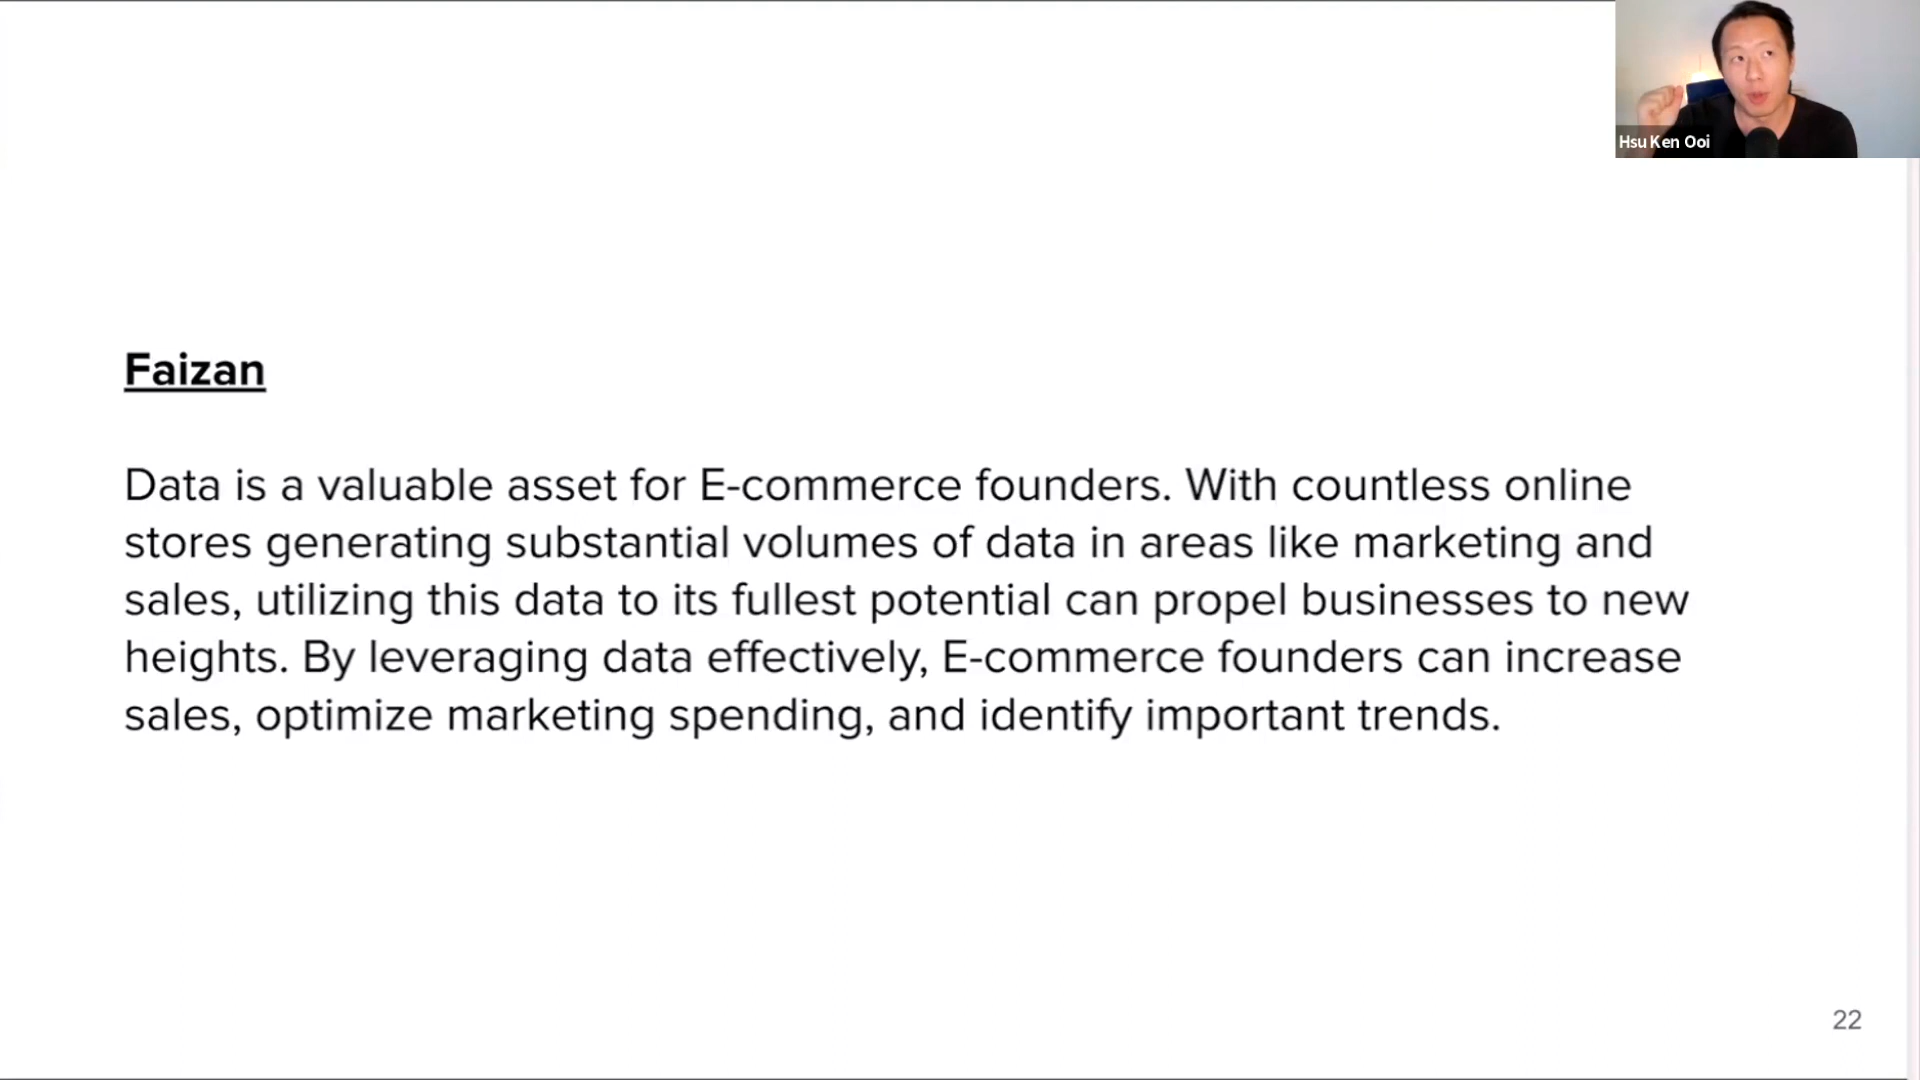 Hsu Ken Ooi
Faizan
Data is a valuable asset for E-commerce founders. With countless online
stores generating substantial volumes of data in areas like marketing and
sales, utilizing this data to its fullest potential can propel businesses to new
heights. By leveraging data effectively, E-commerce founders can increase
sales, optimize marketing spending, and identify important trends.
22